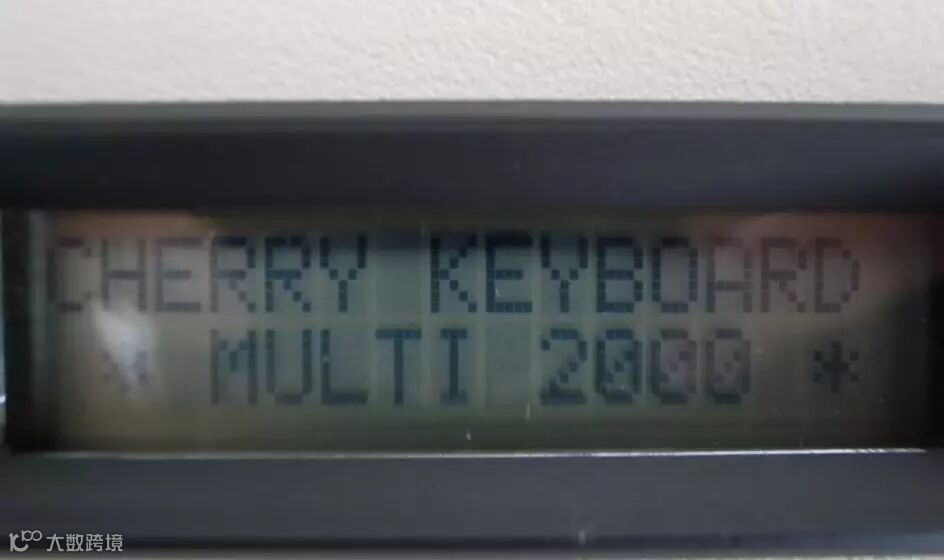 CHERRY KEYBOARD
* MULTI 2000 *
大数跨境